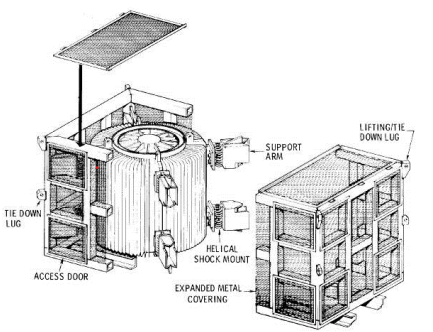 LIFTING/TIE
DOWN LUG
SUPPORT
ARM
TIE DOWN
LUG
HELICAL
SHOCK MOUNT
ACCESS DOOR
EXPANDED METAL
COVERING